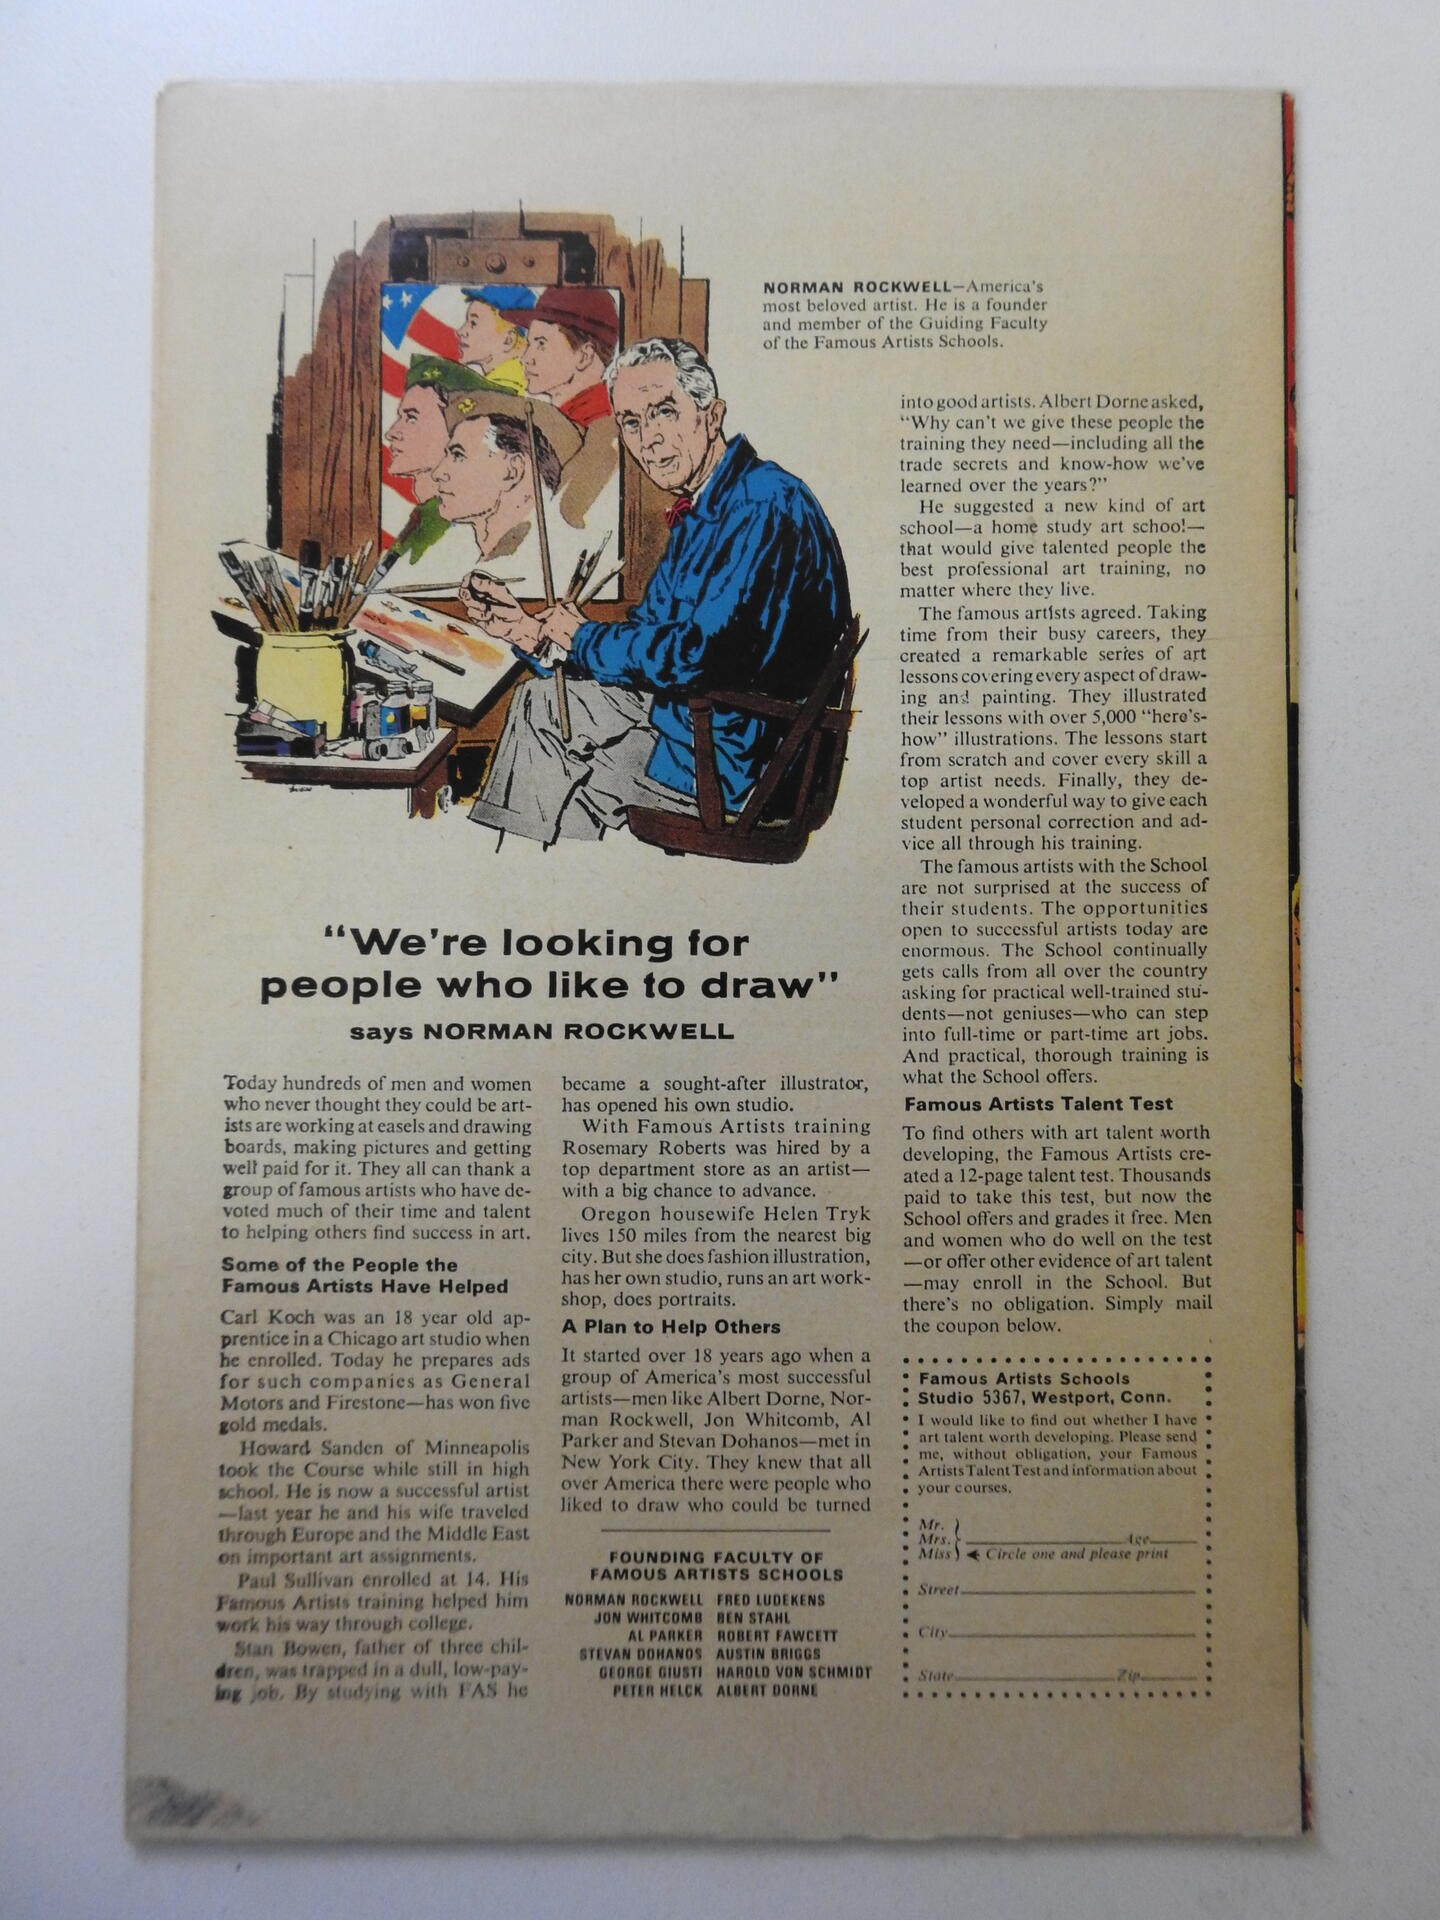 NORMAN ROCKWELL—America's
most beloved artist. He is a founder
and member of the Guiding Faculty
of the Famous Artists Schools.
"We're looking for
people who like to draw"
says NORMAN ROCKWELL
Today hundreds of men and women
who never thought they could be art-
ists are working at easels and drawing
boards, making pictures and getting
well paid for it. They all can thank a
group of famous artists who have de-
voted much of their time and talent
to helping others find success in art.
Some of the People the
Famous Artists Have Helped
Carl Koch was an 18 year old ap-
prentice in a Chicago art studio when
he enrolled. Today he prepares ads
for such companies as General
Motors and Firestone—has won five
gold medals.
Howard Sanden of Minneapolis
took the Course while still in high
school. He is now a successful artist
—last year he and his wife traveled
through Europe and the Middle East
on important art assignments.
Paul Sullivan enrolled at 14. His
Famous Artists training helped him
work his way through college.
Stan Bowen, father of three chil-
dren, was trapped in a dull, low-pay-
ing job. By studying with FAS he
became a sought-after illustrator,
has opened his own studio.
With Famous Artists training
Rosemary Roberts was hired by a
top department store as an artist—
with a big chance to advance.
Oregon housewife Helen Tryk
lives 150 miles from the nearest big
city. But she does fashion illustration,
has her own studio, runs an art work-
shop, does portraits.
A Plan to Help Others
It started over 18 years ago when a
group of America's most successful
artists—men like Albert Dorne, Nor-
man Rockwell, Jon Whitcomb, Al
Parker and Stevan Dohanos—met in
New York City. They knew that all
over America there were people who
liked to draw who could be turned
FOUNDING FACULTY OF
FAMOUS ARTISTS SCHOOLS
NORMAN ROCKWELL FRED LUDEKENS
JON WHITCOMB BEN STAHL
AL PARKER ROBERT FAWCETT
STEVAN DOHANOS AUSTIN BRIGGS
GEORGE GIUSTI HAROLD VON SCHMIDT
PETER HELCK ALBERT DORNE
into good artists. Albert Dorne asked,
"Why can't we give these people the
training they need—including all the
trade secrets and know-how we've
learned over the years?"
He suggested a new kind of art
school—a home study art school—
that would give talented people the
best professional art training, no
matter where they live.
The famous artists agreed. Taking
time from their busy careers, they
created a remarkable series of art
lessons covering every aspect of draw-
ing and painting. They illustrated
their lessons with over 5,000 "here's-
how" illustrations. The lessons start
from scratch and cover every skill a
top artist needs. Finally, they de-
veloped a wonderful way to give each
student personal correction and ad-
vice all through his training.
The famous artists with the School
are not surprised at the success of
their students. The opportunities
open to successful artists today are
enormous. The School continually
gets calls from all over the country
asking for practical well-trained stu-
dents—not geniuses—who can step
into full-time or part-time art jobs.
And practical, thorough training is
what the School offers.
Famous Artists Talent Test
To find others with art talent worth
developing, the Famous Artists cre-
ated a 12-page talent test. Thousands
paid to take this test, but now the
School offers and grades it free. Men
and women who do well on the test
—or offer other evidence of art talent
—may enroll in the School. But
there's no obligation. Simply mail
the coupon below.
Famous Artists Schools
Studio 5367, Westport, Conn.
I would like to find out whether I have
art talent worth developing. Please send
me, without obligation, your Famous
Artists Talent Test and information about
your courses.
Mr.
Mrs. Age
Miss Circle one and please print
Street
City
State Zip